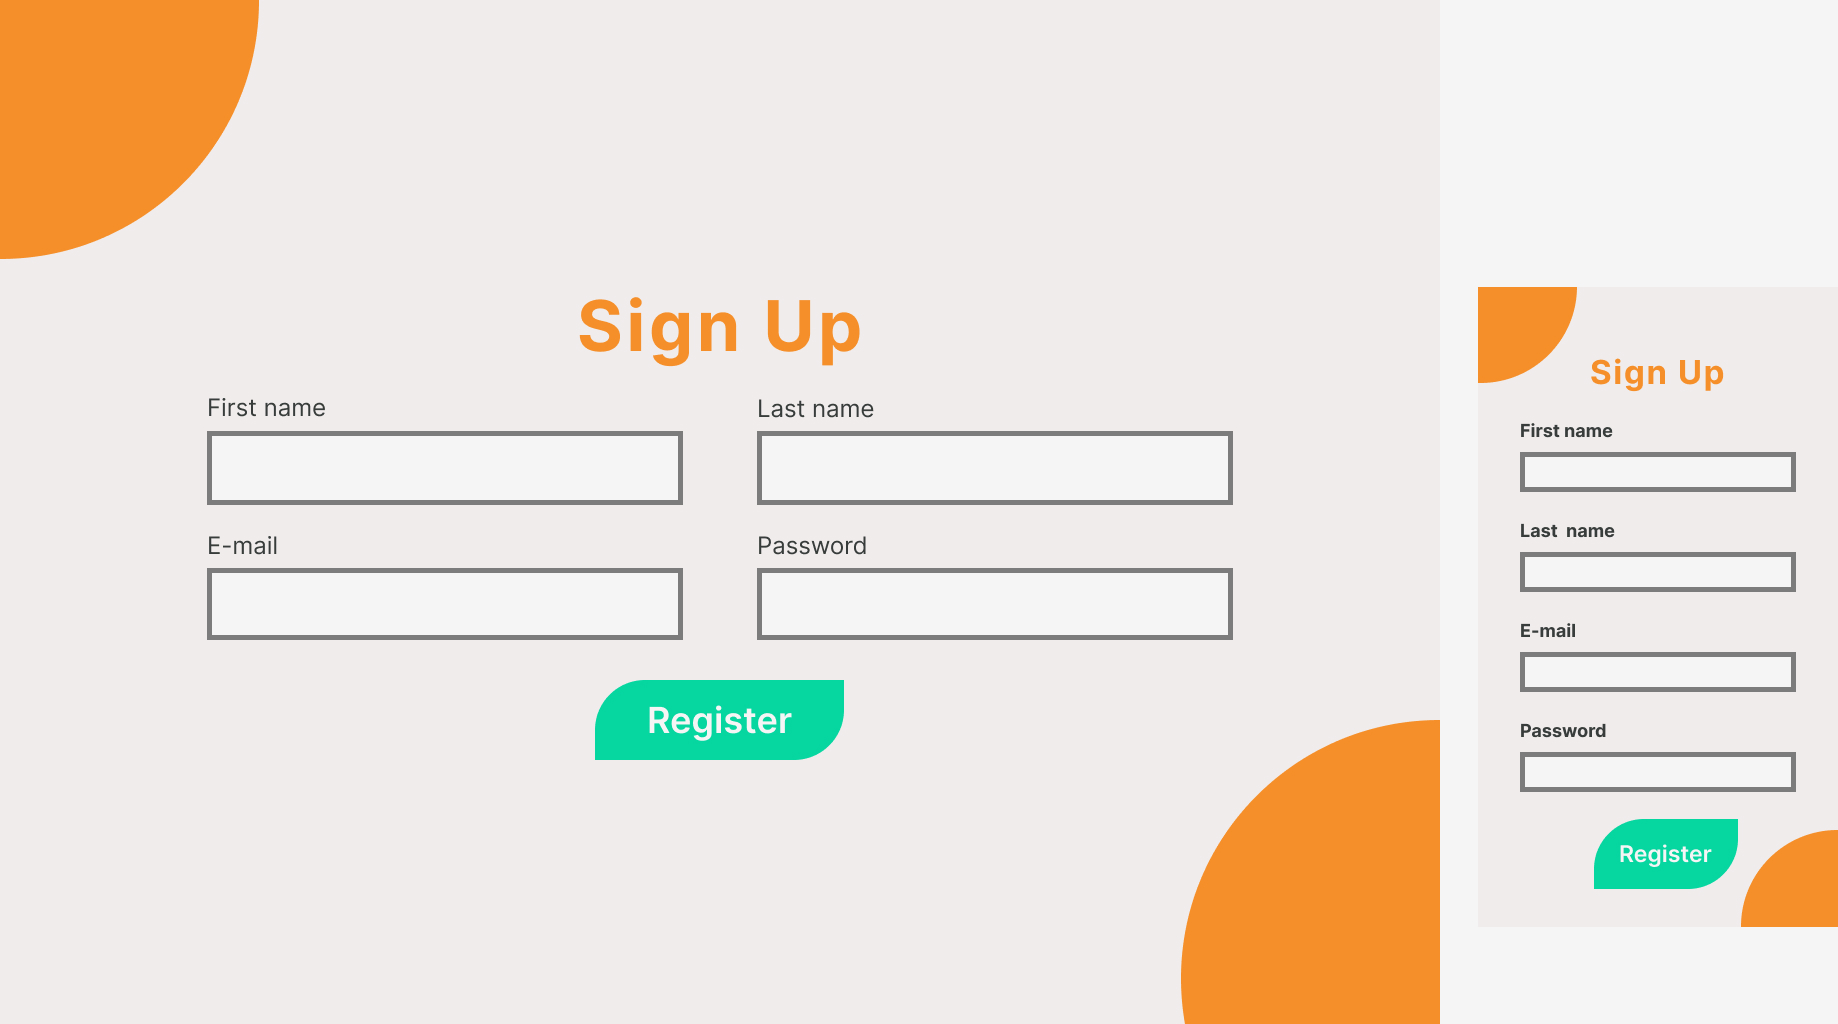 Sign Up
First name
Last name
E-mail
Password
Register
Sign Up
First name
Last  name
E-mail
Password
Register